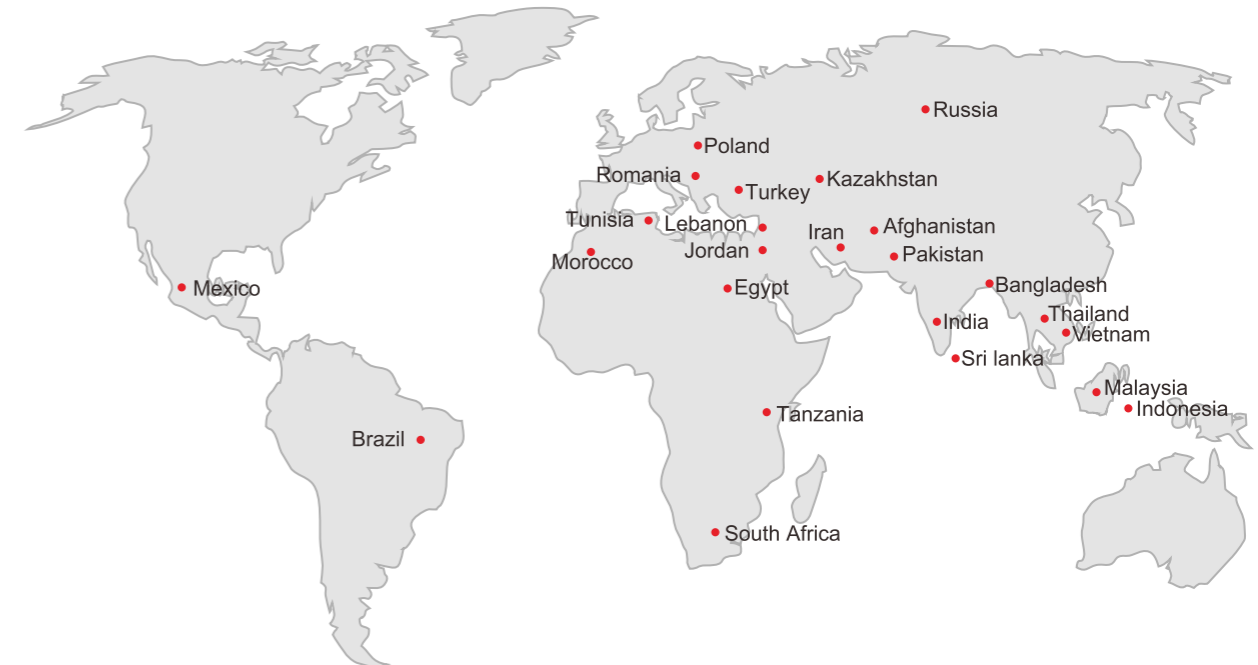 Russia
Poland
Romania
Kazakhstan
Turkey
Tunisia
Lebanon
Afghanistan
Iran
Jordan
Pakistan
Morocco
Mexico
Egypt
Bangladesh
India
Thailand
Vietnam
Sri lanka
Malaysia
Indonesia
Tanzania
Brazil
South Africa